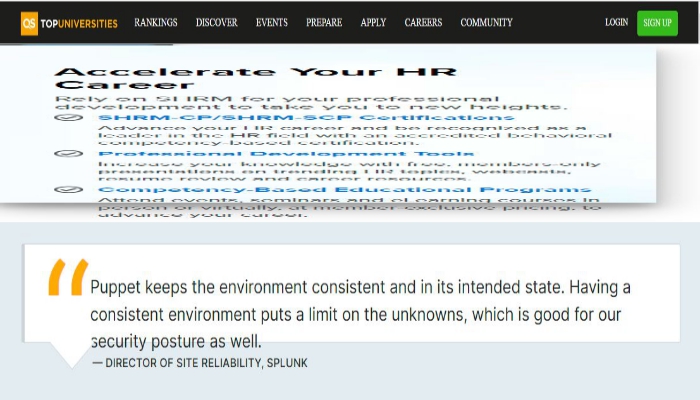 QS TOPUNIVERSITIES RANKINGS DISCOVER EVENTS PREPARE APPLY CAREERS COMMUNITY LOGIN SIGN UP
Accelerate Your HR
Career
Rely on SHRM for your professional
development to take you to new heights.
SHRM-CP/SHRM-SCP Certifications
Advance your HR career and be recognized as a
leader in the HR field with an accredited behavioral
competency-based certification.
Professional Development Tools
Increase your knowledge with free, members-only
presentations on trending HR topics, webcasts,
resume review and career resources.
Competency-Based Educational Programs
Attend events, seminars and eLearning courses in
person or virtually, at member-exclusive pricing, to
advance your career.
“Puppet keeps the environment consistent and in its intended state. Having a
consistent environment puts a limit on the unknowns, which is good for our
security posture as well.
— DIRECTOR OF SITE RELIABILITY, SPLUNK